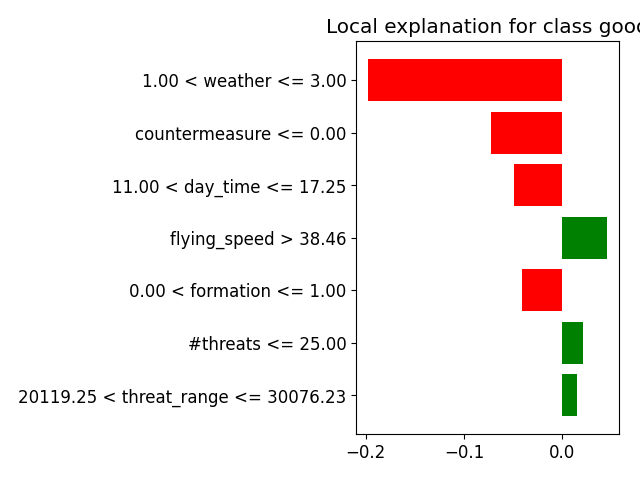 Local explanation for class good
1.00 < weather <= 3.00
countermeasure <= 0.00
11.00 < day_time <= 17.25
flying_speed > 38.46
0.00 < formation <= 1.00
#threats <= 25.00
20119.25 < threat_range <= 30076.23
−0.2 −0.1 0.0